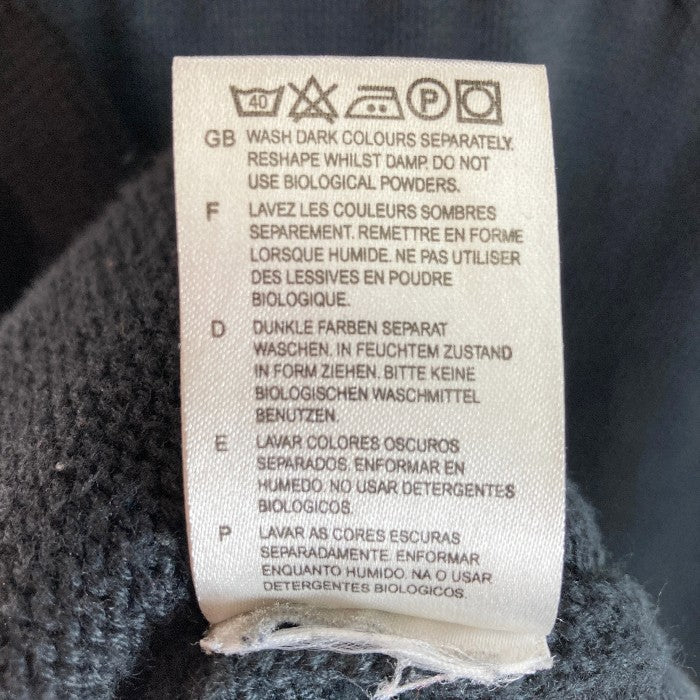 40 P
GB WASH DARK COLOURS SEPARATELY.
RESHAPE WHILST DAMP. DO NOT
USE BIOLOGICAL POWDERS.
F LAVEZ LES COULEURS SOMBRES
SEPAREMENT. REMETTRE EN FORME
LORSQUE HUMIDE. NE PAS UTILISER
DES LESSIVES EN POUDRE
BIOLOGIQUE.
D DUNKLE FARBEN SEPARAT
WASCHEN. IN FEUCHTEM ZUSTAND
IN FORM ZIEHEN. BITTE KEINE
BIOLOGISCHEN WASCHMITTEL
BENUTZEN.
E LAVAR COLORES OSCUROS
SEPARADOS. ENFORMAR EN
HUMEDO. NO USAR DETERGENTES
BIOLOGICOS.
P LAVAR AS CORES ESCURAS
SEPARADAMENTE. ENFORMAR
ENQUANTO HUMIDO. NA O USAR
DETERGENTES BIOLOGICOS.